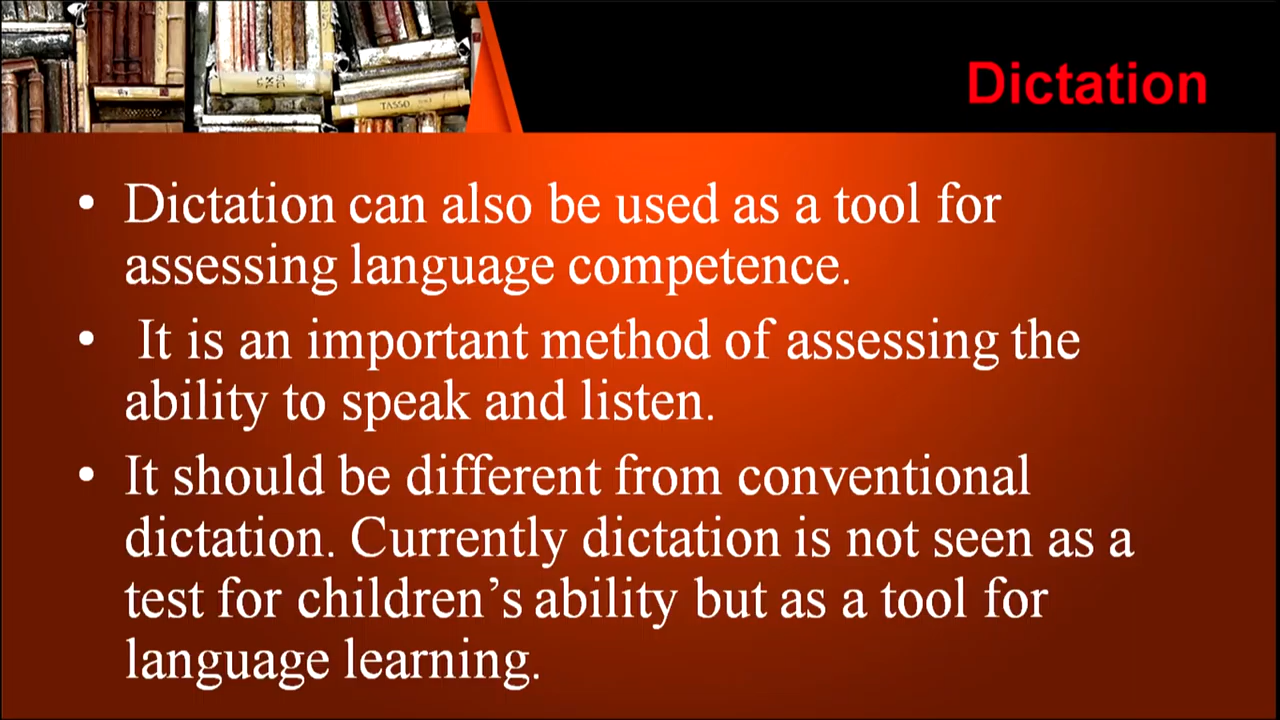 TASSO
Dictation
• Dictation can also be used as a tool for
assessing language competence.
• It is an important method of assessing the
ability to speak and listen.
• It should be different from conventional
dictation. Currently dictation is not seen as a
test for children’s ability but as a tool for
language learning.